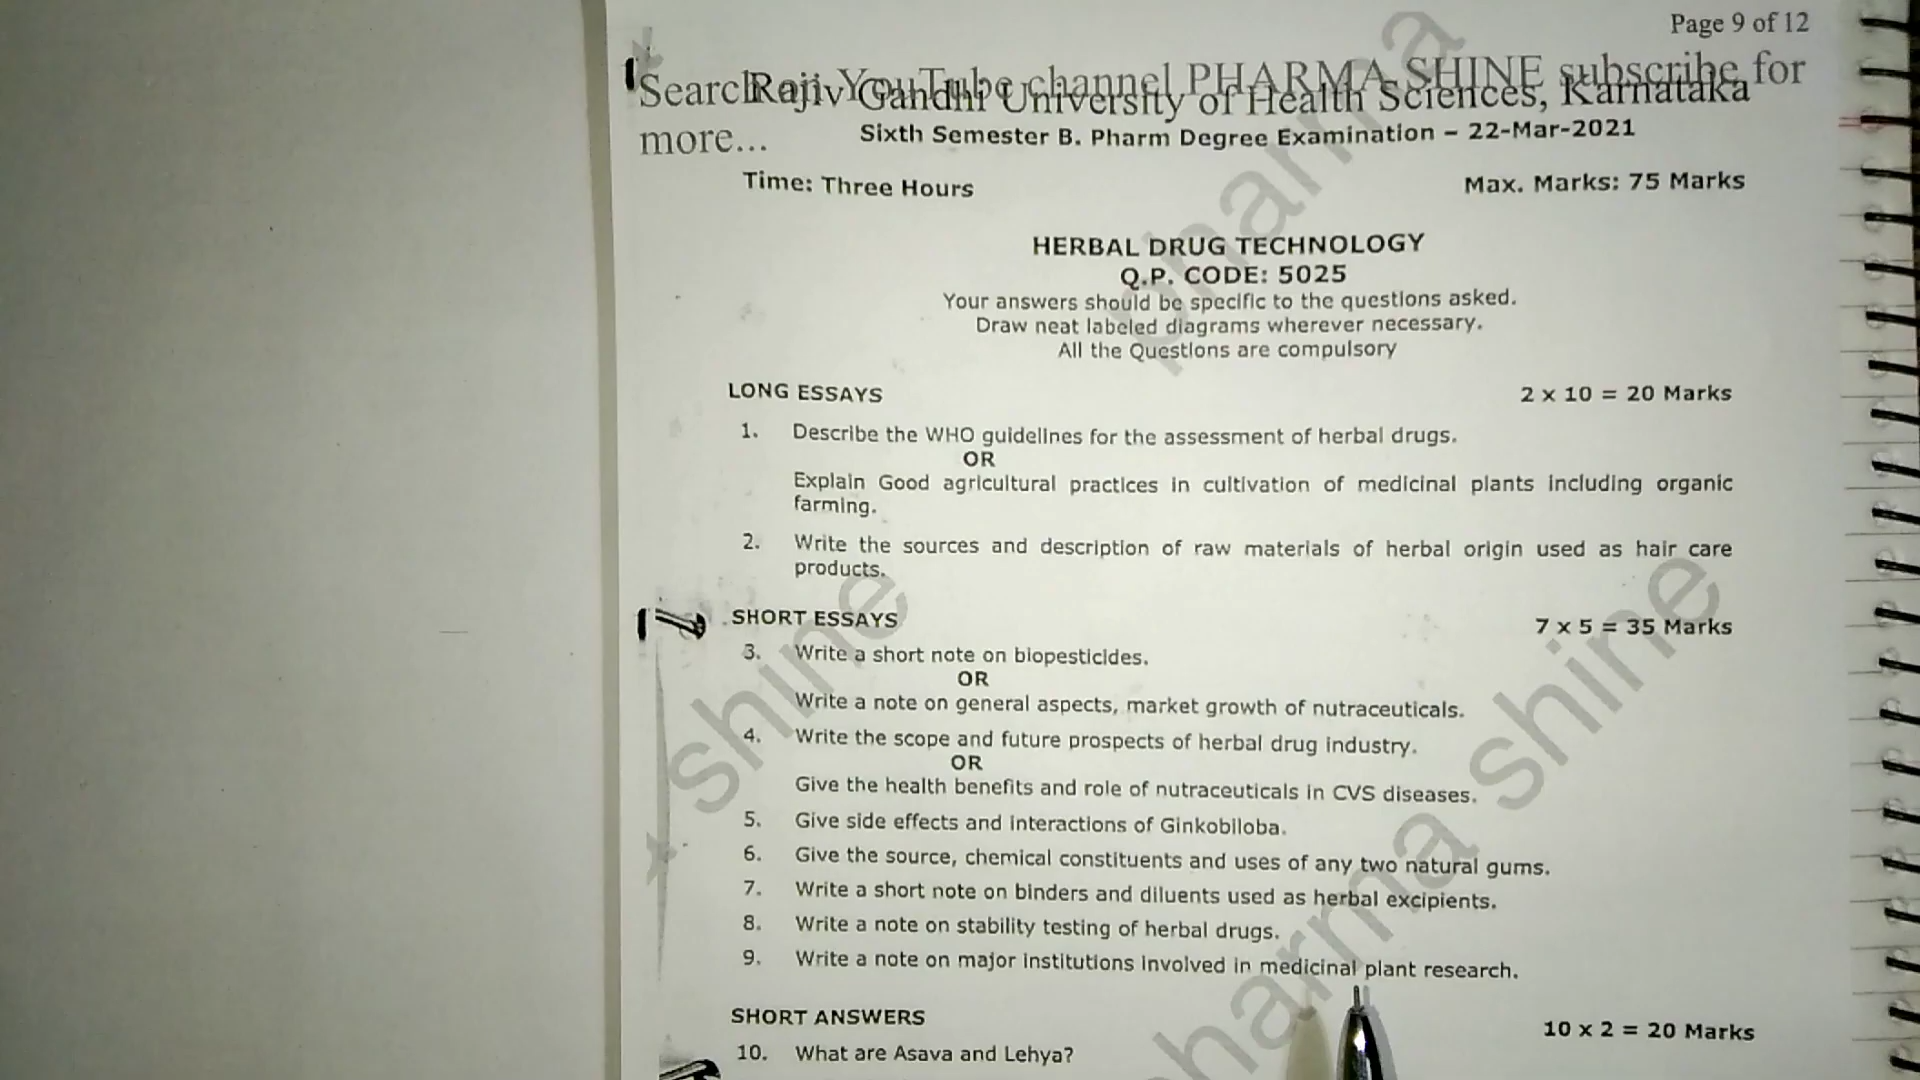 Page 9 of 12
Search on YouTube channel PHARMA SHINE subscribe for
Rajiv Gandhi University of Health Sciences, Karnataka
more...
Sixth Semester B. Pharm Degree Examination – 22-Mar-2021
Time: Three Hours
Max. Marks: 75 Marks
HERBAL DRUG TECHNOLOGY
Q.P. CODE: 5025
Your answers should be specific to the questions asked.
Draw neat labeled diagrams wherever necessary.
All the Questions are compulsory
LONG ESSAYS
2 x 10 = 20 Marks
1. Describe the WHO guidelines for the assessment of herbal drugs.
OR
Explain Good agricultural practices in cultivation of medicinal plants including organic
farming.
2. Write the sources and description of raw materials of herbal origin used as hair care
products.
SHORT ESSAYS
7 x 5 = 35 Marks
3. Write a short note on biopesticides.
OR
Write a note on general aspects, market growth of nutraceuticals.
4. Write the scope and future prospects of herbal drug industry.
OR
Give the health benefits and role of nutraceuticals in CVS diseases.
5. Give side effects and interactions of Ginkobiloba.
6. Give the source, chemical constituents and uses of any two natural gums.
7. Write a short note on binders and diluents used as herbal excipients.
8. Write a note on stability testing of herbal drugs.
9. Write a note on major institutions involved in medicinal plant research.
SHORT ANSWERS
10 x 2 = 20 Marks
10. What are Asava and Lehya?
pharma
shine
pharma shine